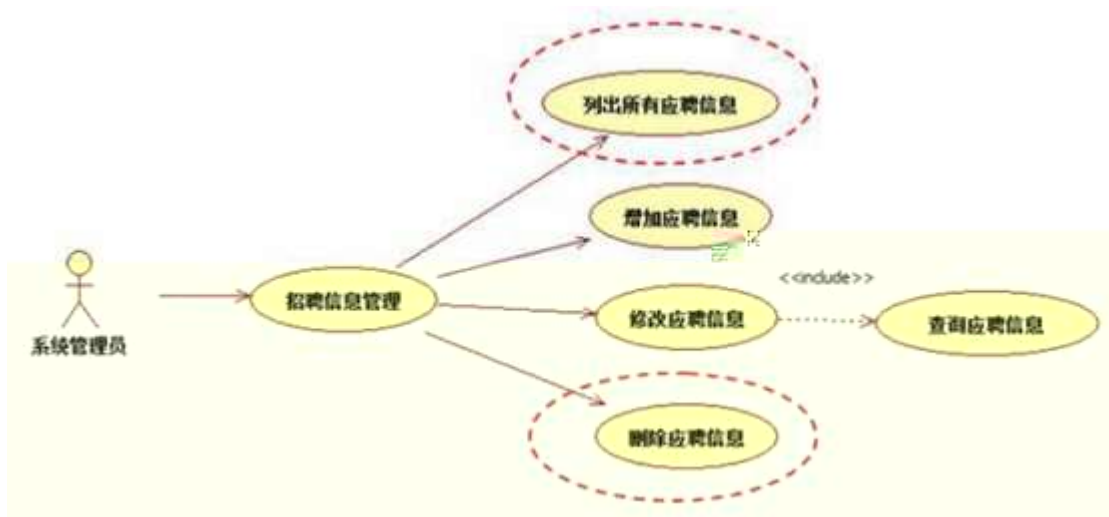 列出所有应聘信息
增加应聘信息
<<include>>
招聘信息管理
修改应聘信息
查询应聘信息
系统管理员
删除应聘信息